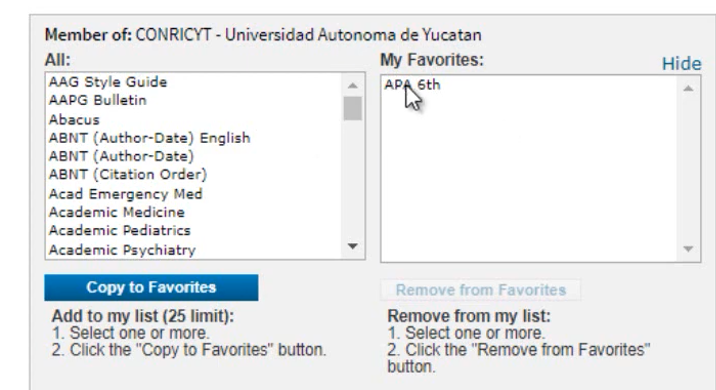 Member of: CONRICYT - Universidad Autonoma de Yucatan
All:
AAG Style Guide
AAPG Bulletin
Abacus
ABNT (Author-Date) English
ABNT (Author-Date)
ABNT (Citation Order)
Acad Emergency Med
Academic Medicine
Academic Pediatrics
Academic Psychiatry
Copy to Favorites
Add to my list (25 limit):
1. Select one or more.
2. Click the "Copy to Favorites" button.
My Favorites:
Hide
APA 6th
Remove from Favorites
Remove from my list:
1. Select one or more.
2. Click the "Remove from Favorites"
button.